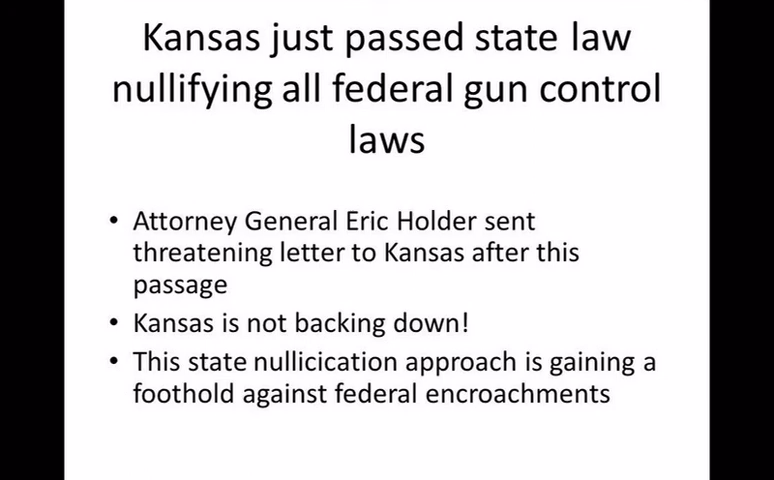 Kansas just passed state law
nullifying all federal gun control
laws
• Attorney General Eric Holder sent
threatening letter to Kansas after this
passage
• Kansas is not backing down!
• This state nullicication approach is gaining a
foothold against federal encroachments